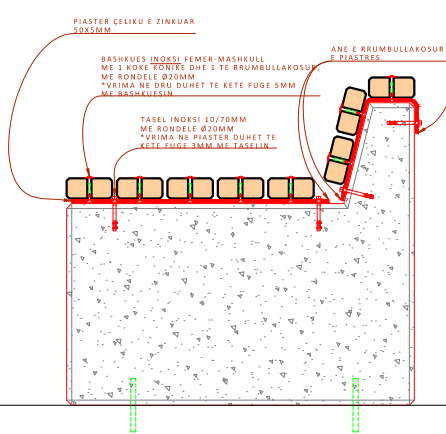 PIASTER ÇELIKU E ZINKUAR
50X5MM
BASHKUES INOKSI FEMER-MASHKULL
ME 1 KOKE KONIKE DHE 1 TE RRUMBULLAKOSUR,
ME RONDELE Ø20MM
*VRIMA NE DRU DUHET TE KETE FUGE 5MM
ME BASHKUESIN
ANE E RRUMBULLAKOSUR
E PIASTRES
TASEL INOKSI 10/70MM
ME RONDELE Ø20MM
*VRIMA NE PIASTER DUHET TE
KETE FUGE 3MM ME TASELIN